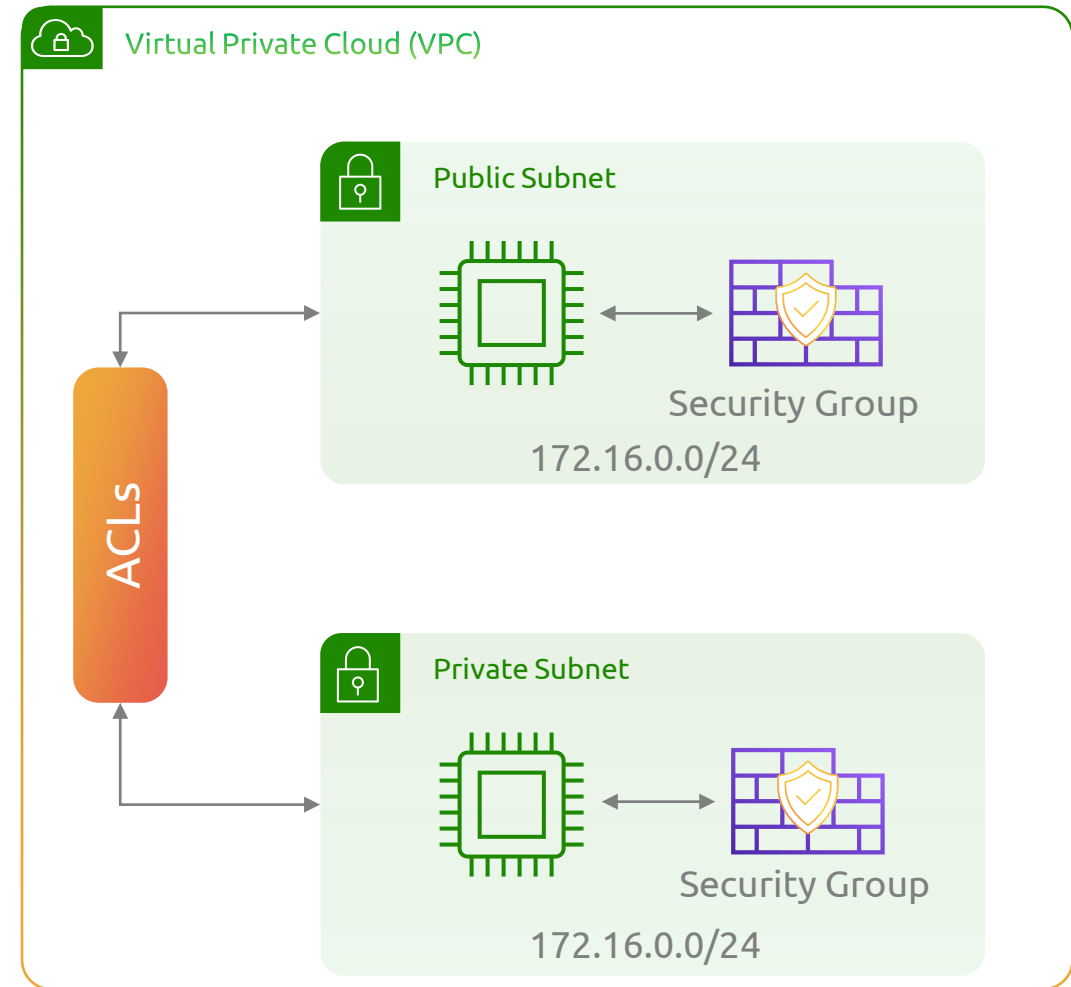 Virtual Private Cloud (VPC)
Public Subnet
Security Group
172.16.0.0/24
ACLs
Private Subnet
Security Group
172.16.0.0/24